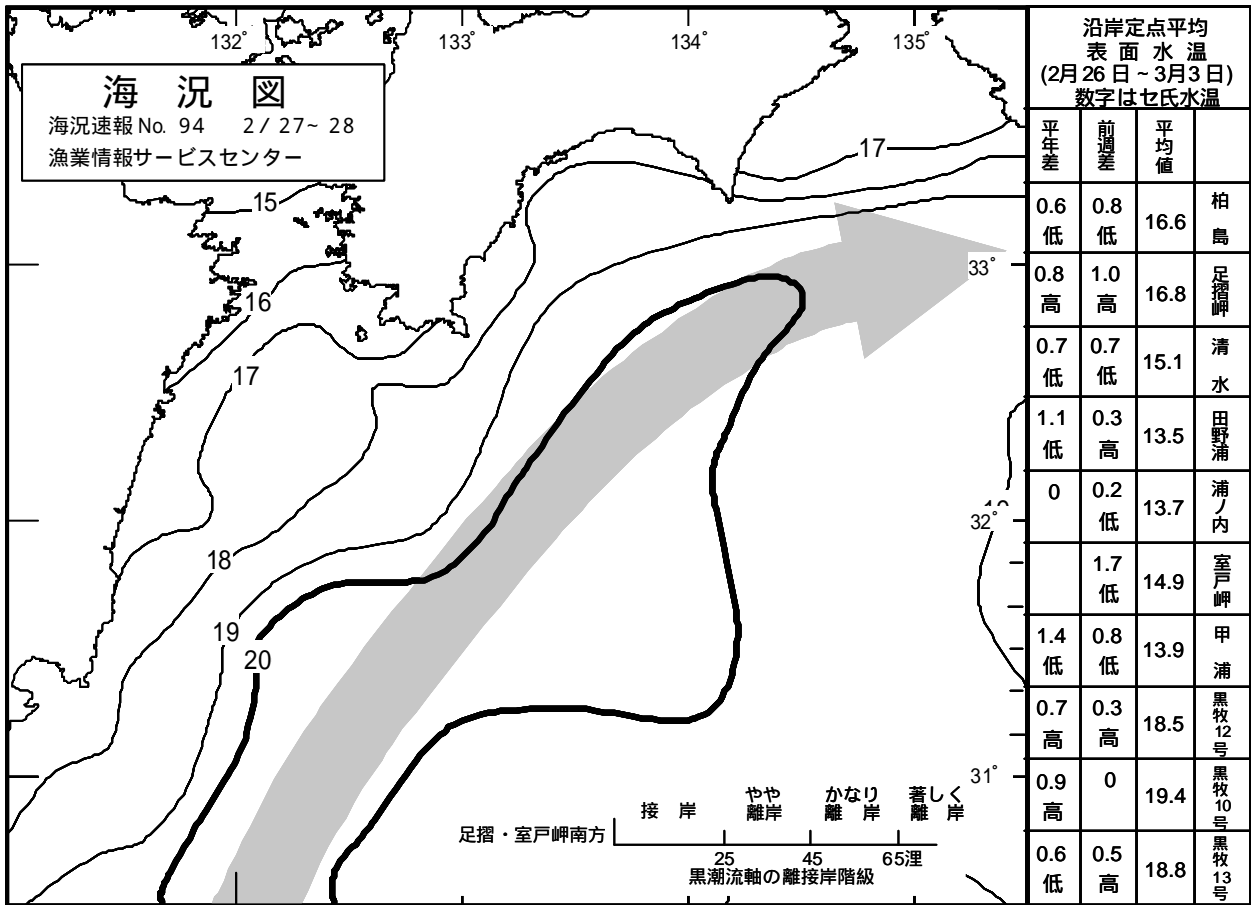 132°
133°
134°
135°
海況図
海況速報 No. 94 2/27~28
漁業情報サービスセンター
17
15
16
17
18
19
20
33°
32°
31°
接岸
やや離岸
かなり離岸
著しく離岸
足摺・室戸岬南方
25 45 65浬
黒潮流軸の離接岸階級
沿岸定点平均
表面水温
(2月26日~3月3日)
数字はセ氏水温
平年差 前週差 平均値
0.6低 0.8低 16.6 柏島
0.8高 1.0高 16.8 足摺岬
0.7低 0.7低 15.1 清水
1.1低 0.3高 13.5 田野浦
0 0.2低 13.7 浦ノ内
1.7低 14.9 室戸岬
1.4低 0.8低 13.9 甲浦
0.7高 0.3高 18.5 黒牧12号
0.9高 0 19.4 黒牧10号
0.6低 0.5高 18.8 黒牧13号